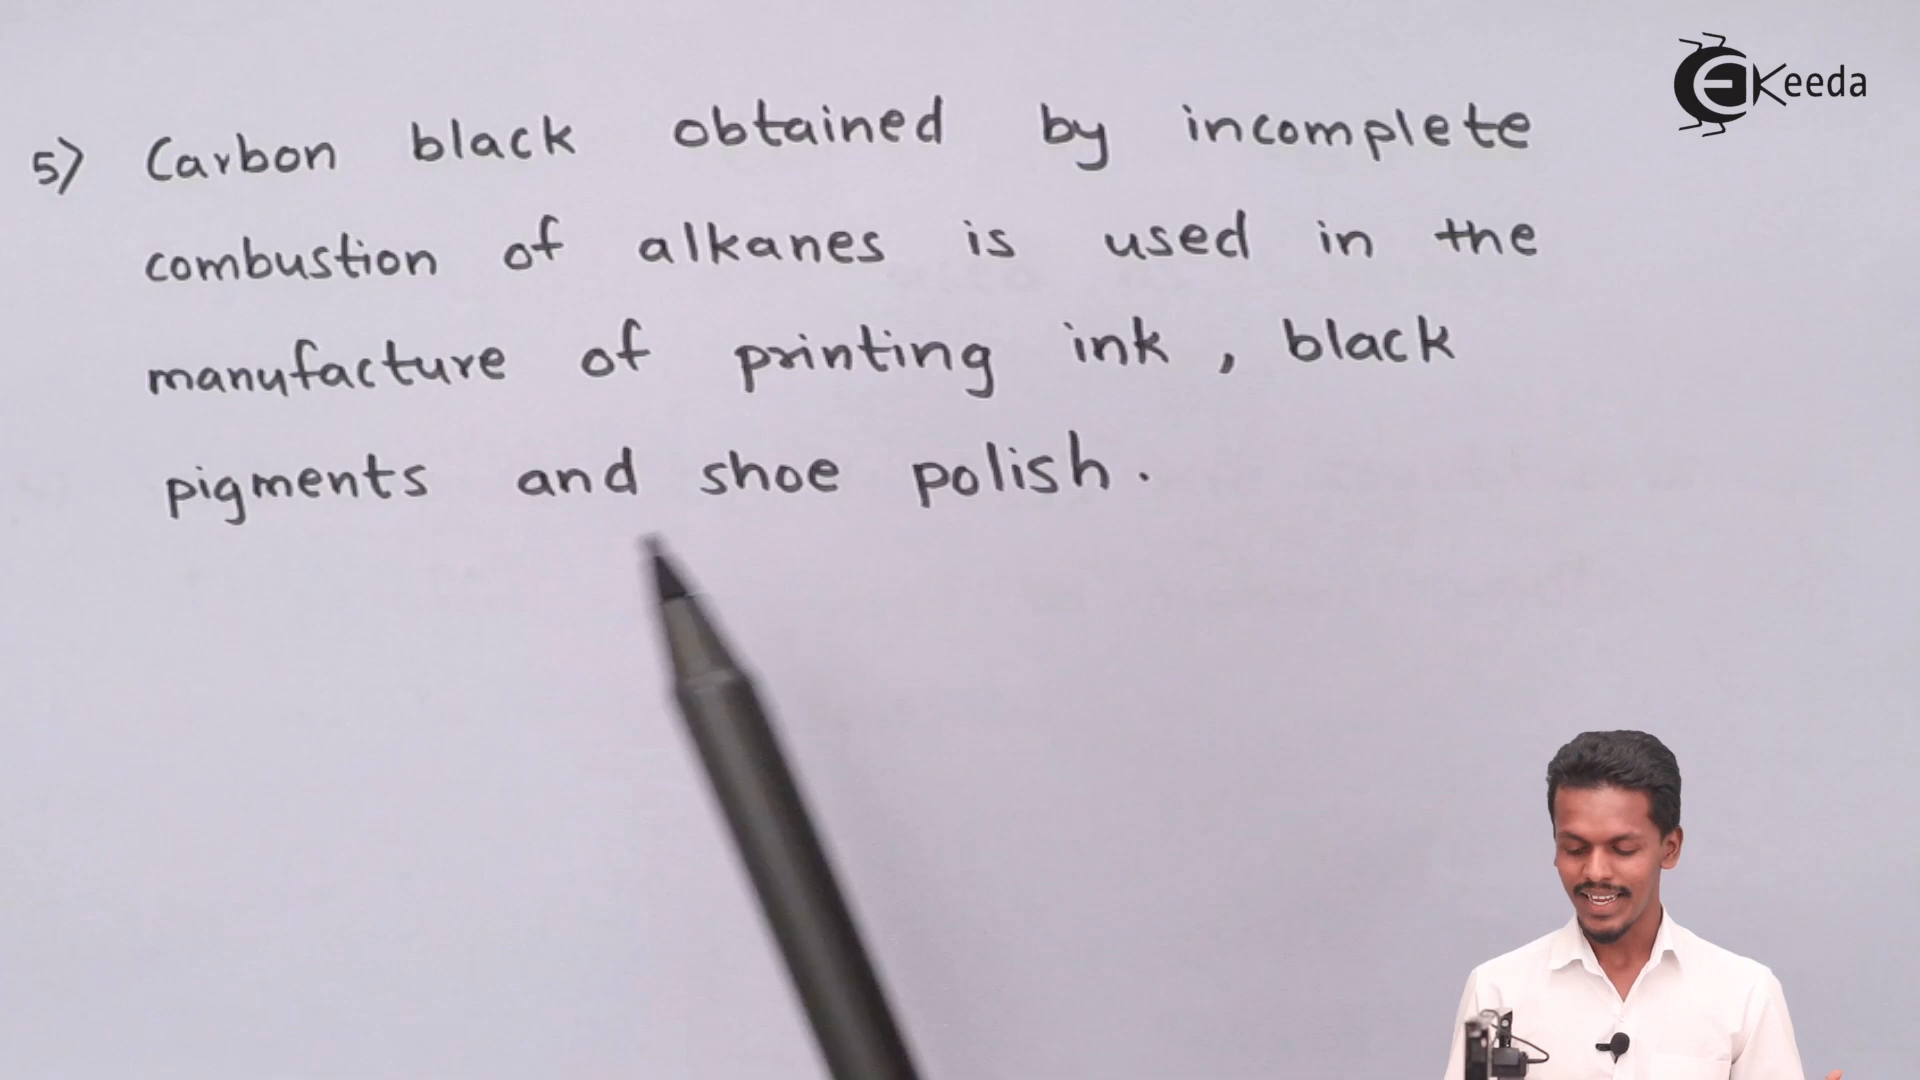 EKeeda
5) Carbon black obtained by incomplete
combustion of alkanes is used in the
manufacture of printing ink, black
pigments and shoe polish.